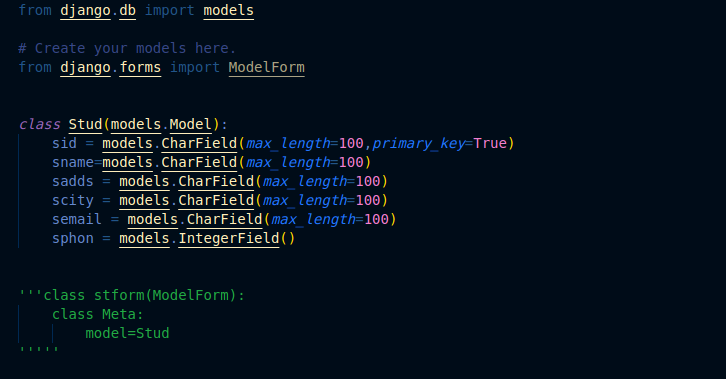 from django.db import models
# Create your models here.
from django.forms import ModelForm
class Stud(models.Model):
sid = models.CharField(max_length=100,primary_key=True)
sname=models.CharField(max_length=100)
sadds = models.CharField(max_length=100)
scity = models.CharField(max_length=100)
semail = models.CharField(max_length=100)
sphon = models.IntegerField()
'''class stform(ModelForm):
class Meta:
model=Stud
'''''